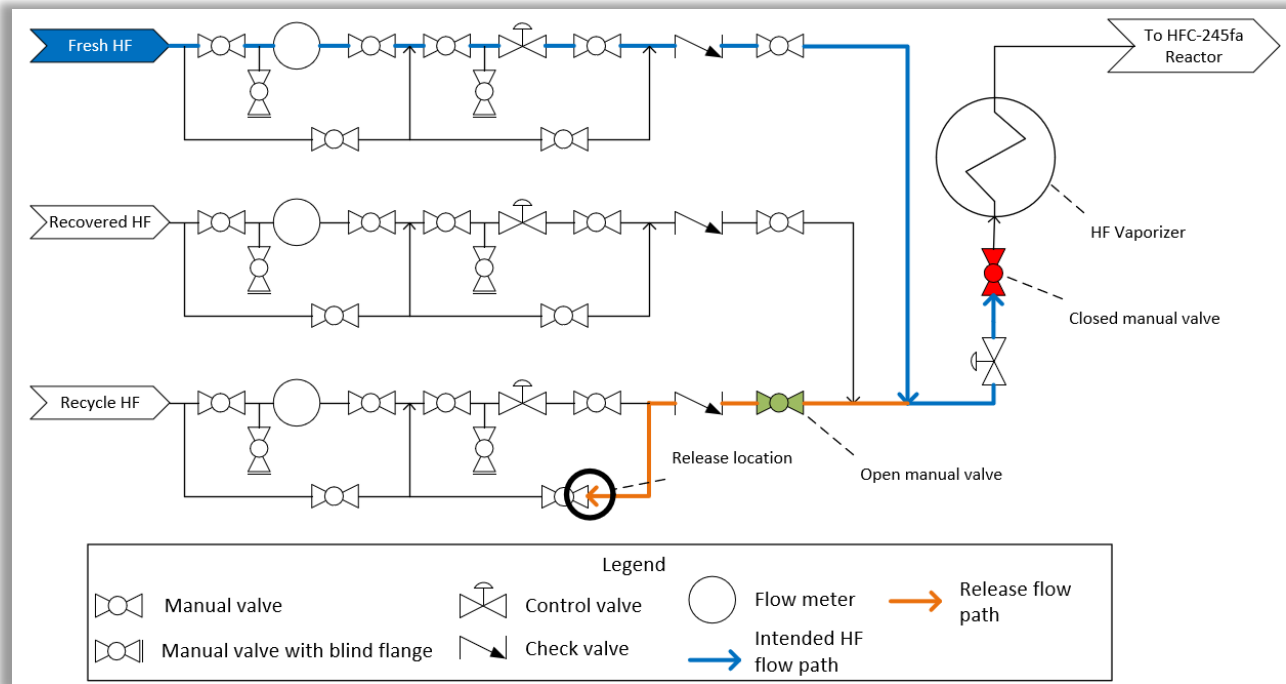 Fresh HF
To HFC-245fa
Reactor
Recovered HF
HF Vaporizer
Closed manual valve
Recycle HF
Release location
Open manual valve
Legend
Manual valve
Control valve
Flow meter
Release flow
path
Manual valve with blind flange
Check valve
Intended HF
flow path